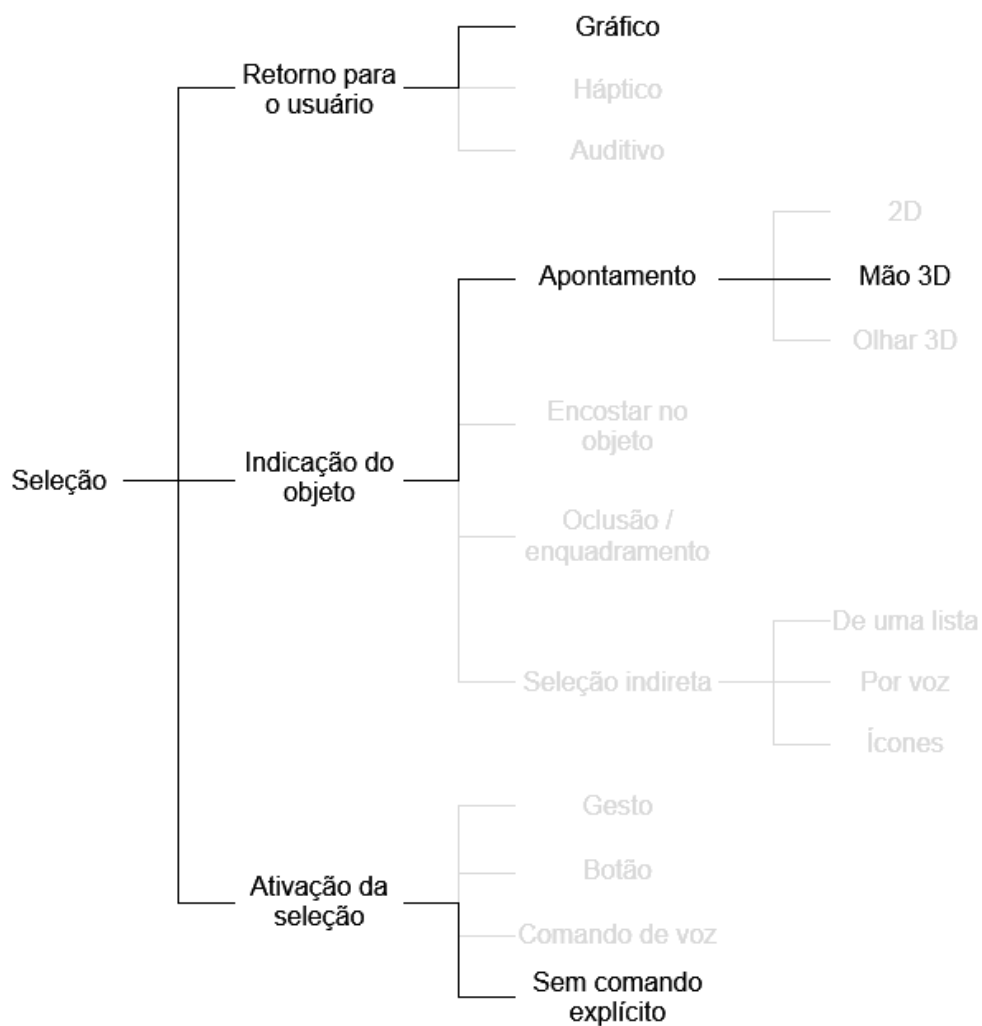 Gráfico
Retorno para
o usuário
Háptico
Auditivo
2D
Apontamento
Mão 3D
Olhar 3D
Encostar no
objeto
Seleção
Indicação do
objeto
Oclusão /
enquadramento
De uma lista
Seleção indireta
Por voz
Ícones
Gesto
Botão
Ativação da
seleção
Comando de voz
Sem comando
explícito